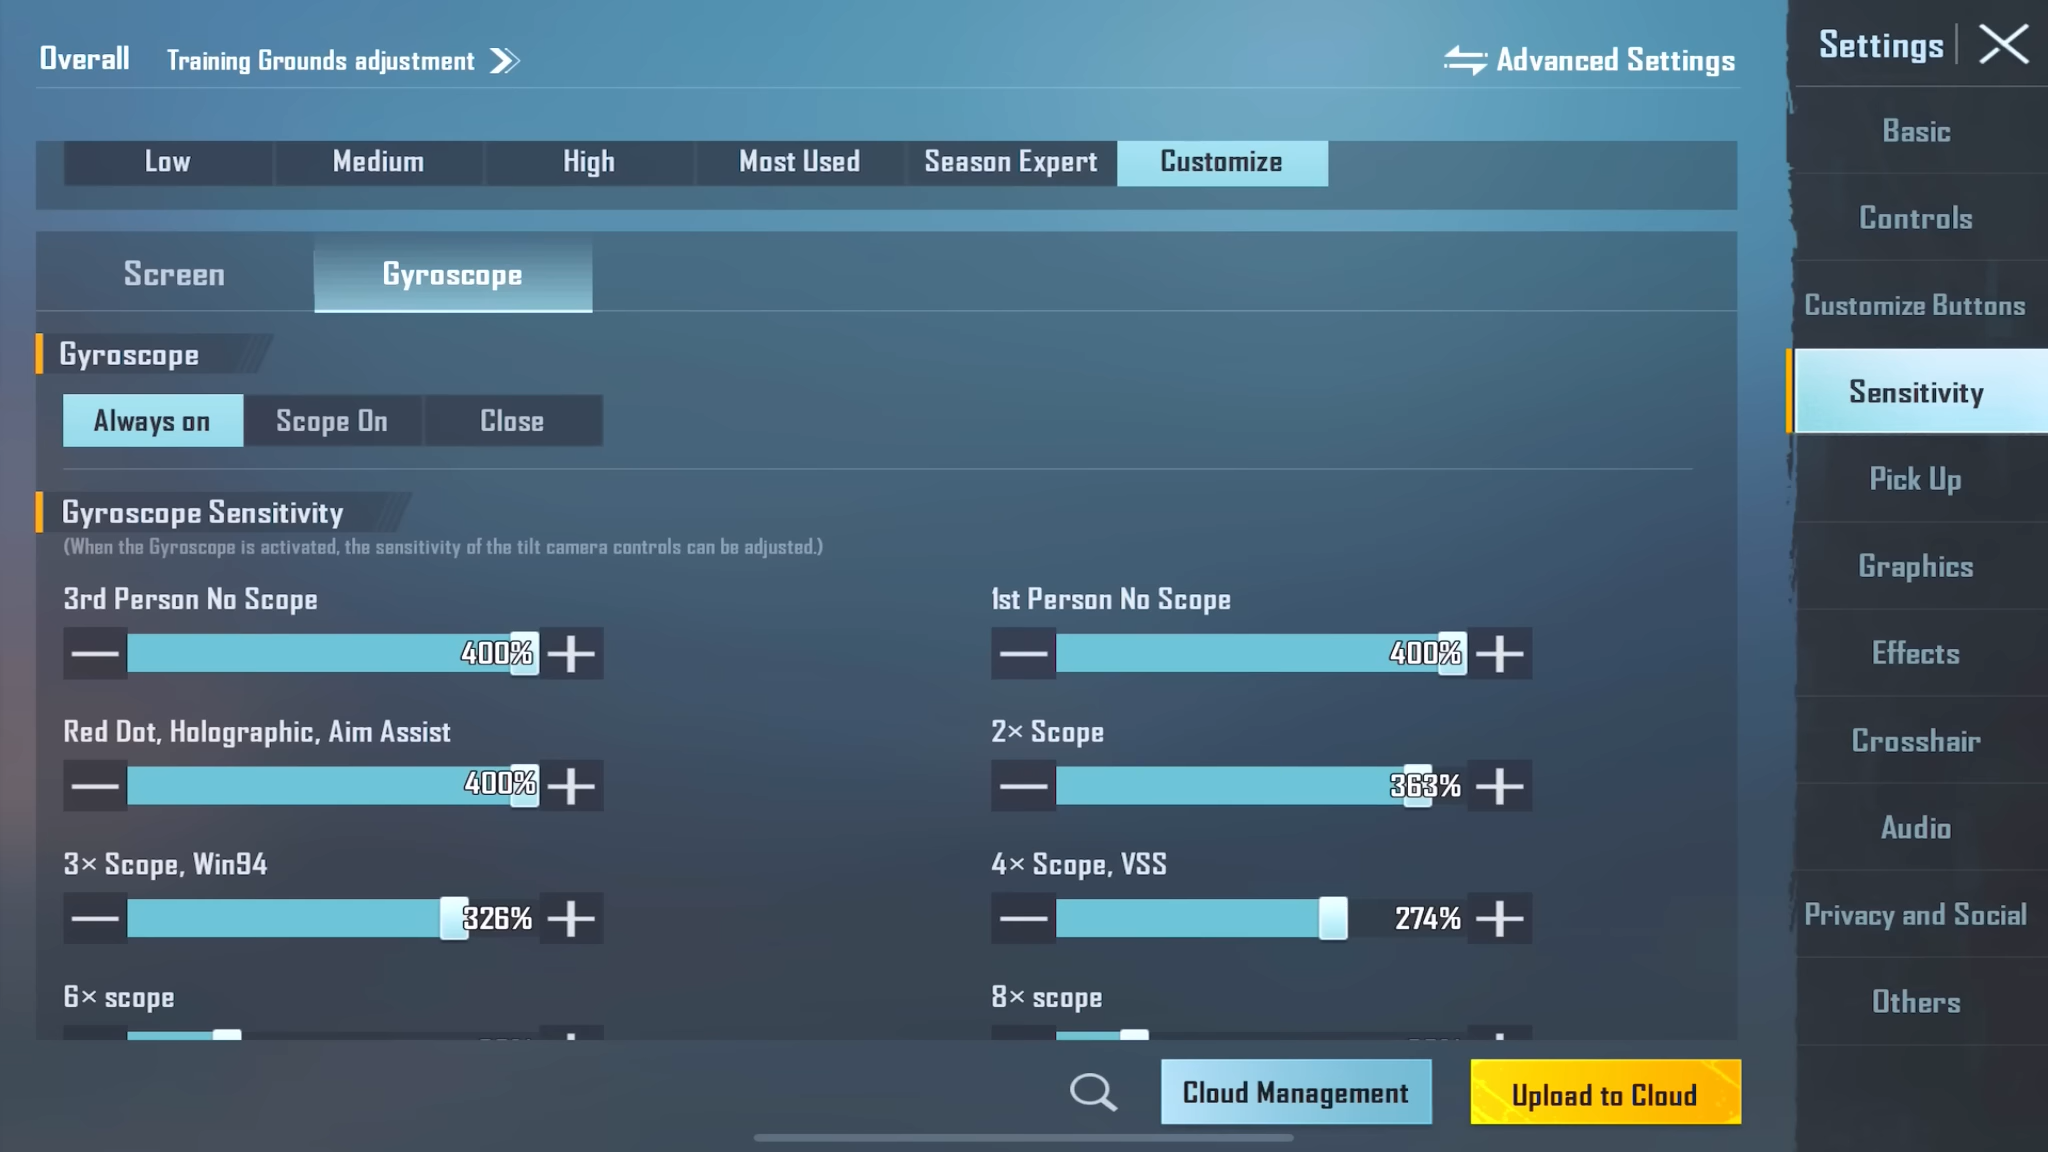 Overall
Training Grounds adjustment
Advanced Settings
Settings
Low
Medium
High
Most Used
Season Expert
Customize
Screen
Gyroscope
Gyroscope
Always on
Scope On
Close
Gyroscope Sensitivity
(When the Gyroscope is activated, the sensitivity of the tilt camera controls can be adjusted.)
3rd Person No Scope
400%
1st Person No Scope
400%
Red Dot, Holographic, Aim Assist
400%
2× Scope
363%
3× Scope, Win94
326%
4× Scope, VSS
274%
6× scope
8× scope
Cloud Management
Upload to Cloud
Basic
Controls
Customize Buttons
Sensitivity
Pick Up
Graphics
Effects
Crosshair
Audio
Privacy and Social
Others